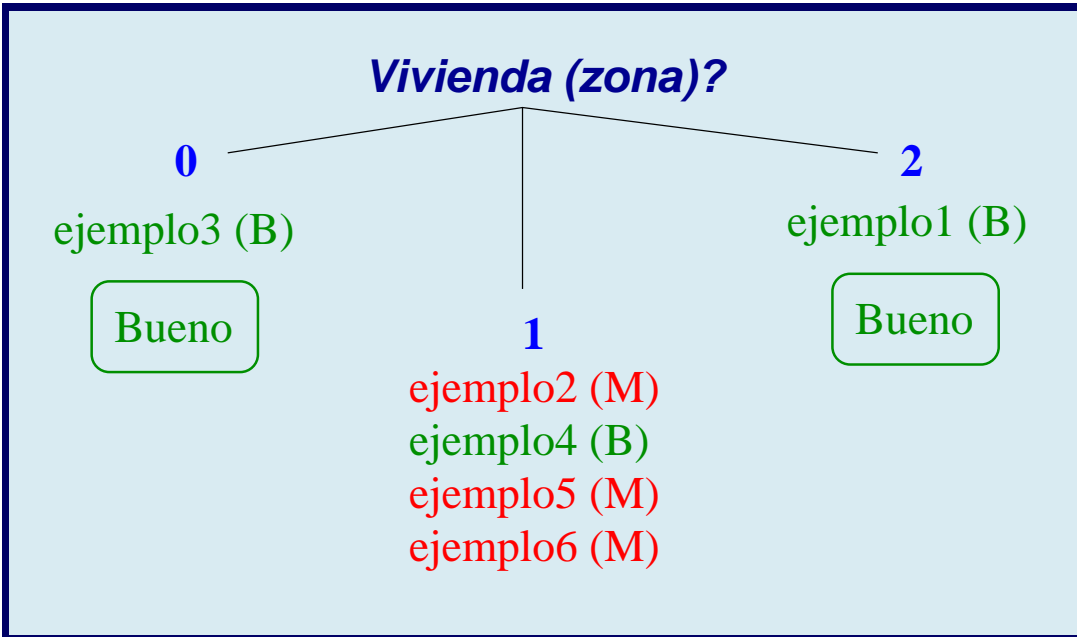 Vivienda (zona)?
0
ejemplo3 (B)
Bueno
2
ejemplo1 (B)
Bueno
1
ejemplo2 (M)
ejemplo4 (B)
ejemplo5 (M)
ejemplo6 (M)